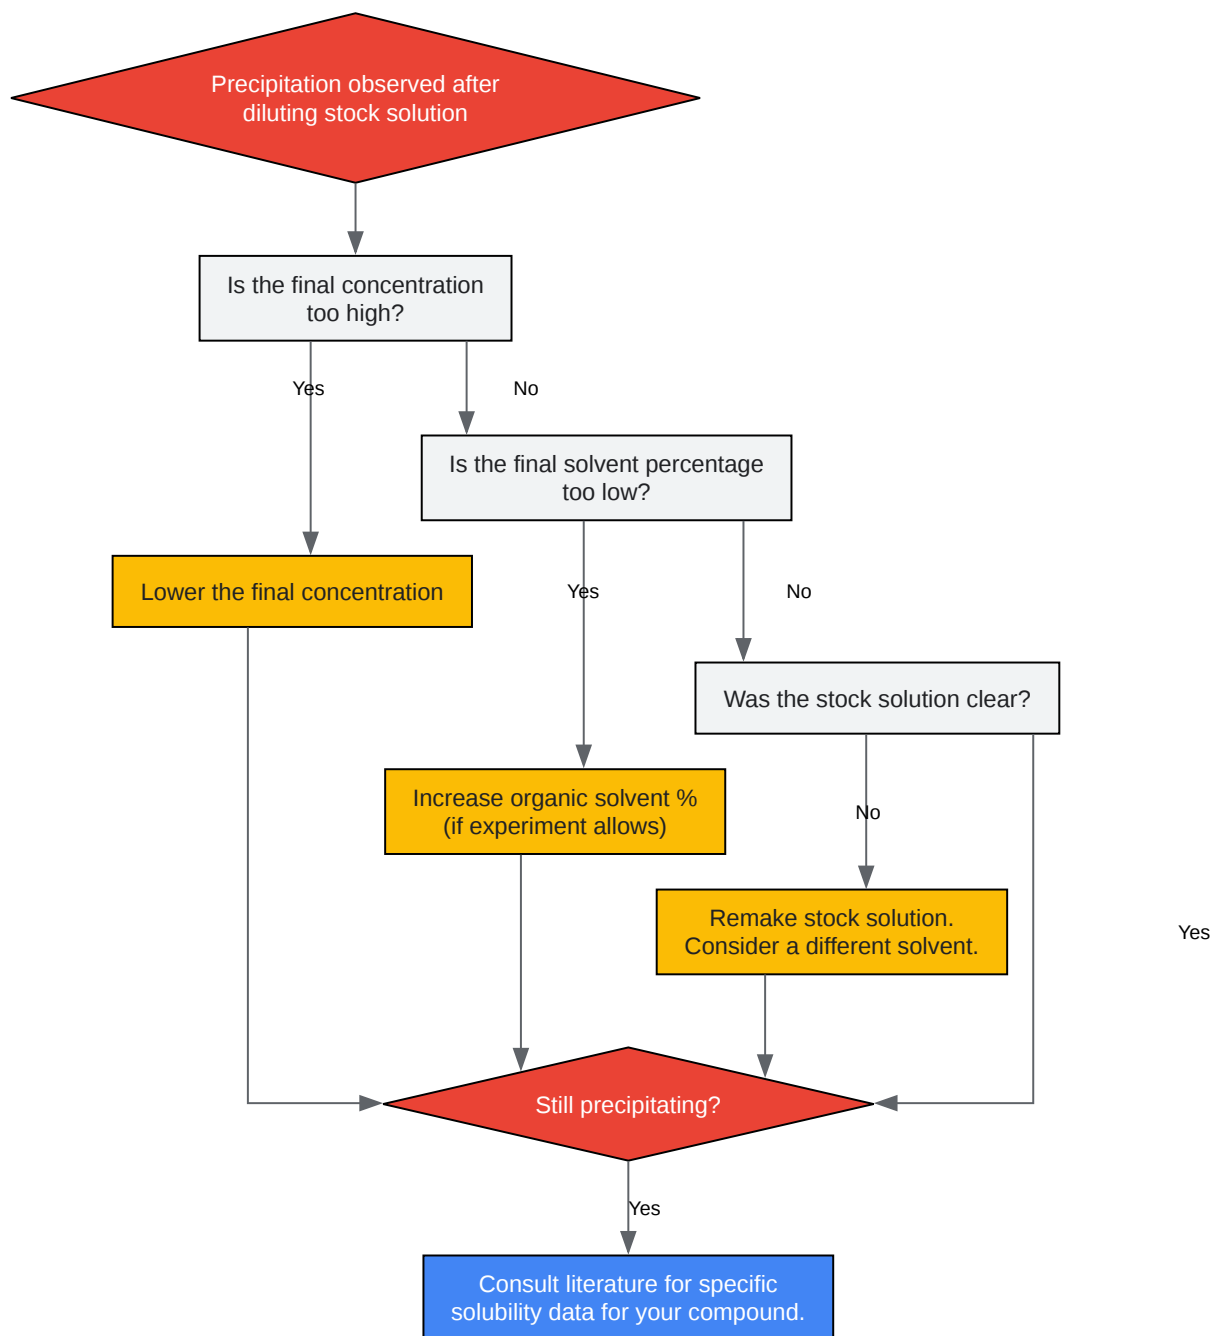 Precipitation observed after
diluting stock solution
Is the final concentration
too high?
Yes
No
Is the final solvent percentage
too low?
Lower the final concentration
Yes
No
Was the stock solution clear?
Increase organic solvent %
(if experiment allows)
No
Remake stock solution.
Consider a different solvent.
Yes
Still precipitating?
Yes
Consult literature for specific
solubility data for your compound.